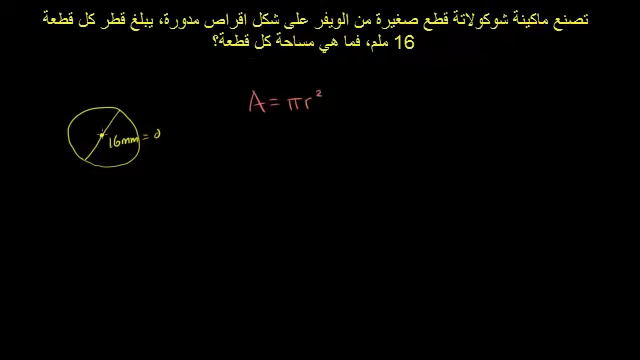 تصنع ماكينة شوكولاتة قطع صغيرة من الويفر على شكل اقراص مدورة، يبلغ قطر كل قطعة
16 ملم، فما هي مساحة كل قطعة؟
A = πr²
16mm =